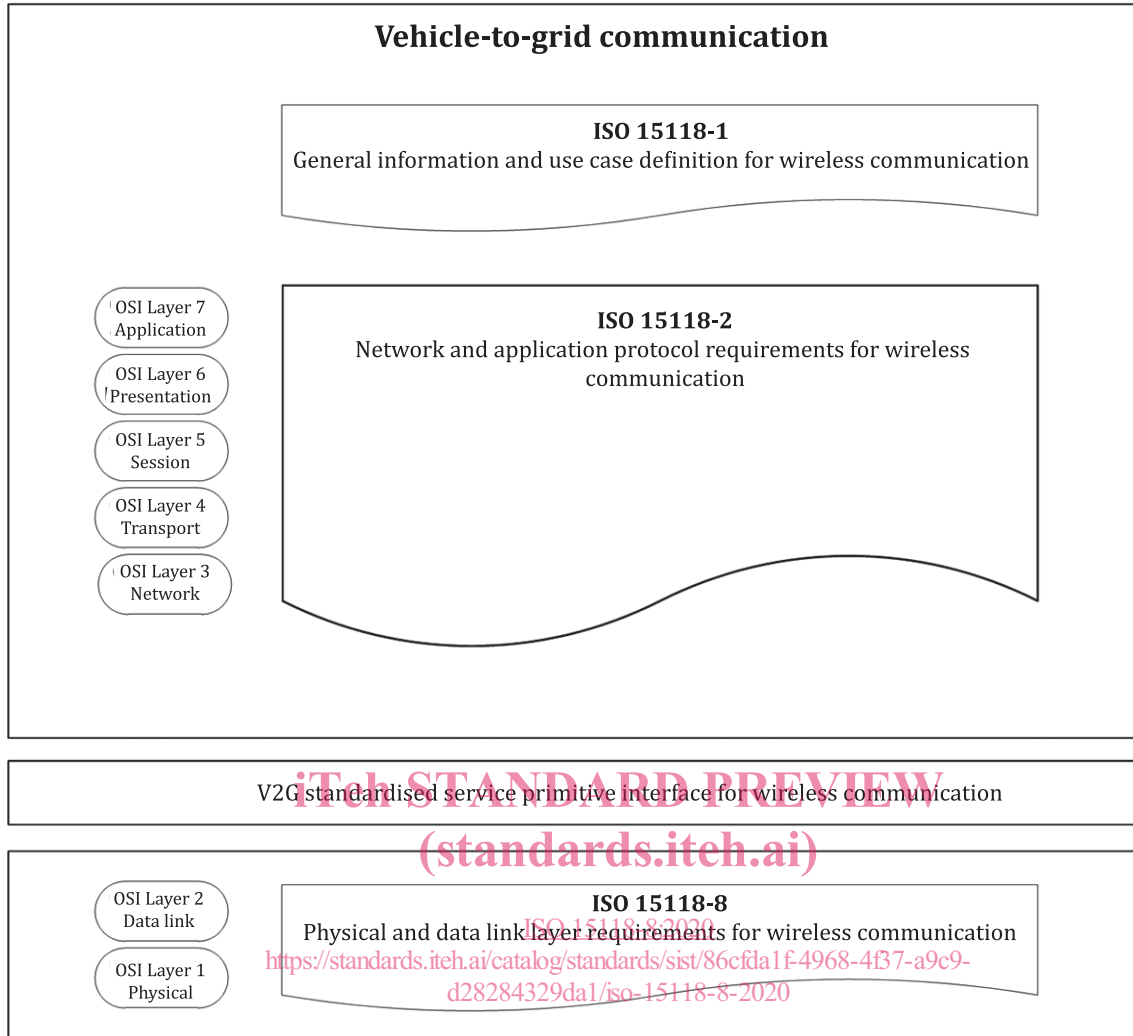 Vehicle-to-grid communication
ISO 15118-1
General information and use case definition for wireless communication
OSI Layer 7
Application
OSI Layer 6
Presentation
OSI Layer 5
Session
OSI Layer 4
Transport
OSI Layer 3
Network
ISO 15118-2
Network and application protocol requirements for wireless
communication
iTeh STANDARD PREVIEW
V2G standardised service primitive interface for wireless communication
(standards.iteh.ai)
OSI Layer 2
Data link
OSI Layer 1
Physical
ISO 15118-8
ISO 15118-8:2020
Physical and data link layer requirements for wireless communication
https://standards.iteh.ai/catalog/standards/sist/86cfda1f-4968-4f37-a9c9-
d28284329da1/iso-15118-8-2020